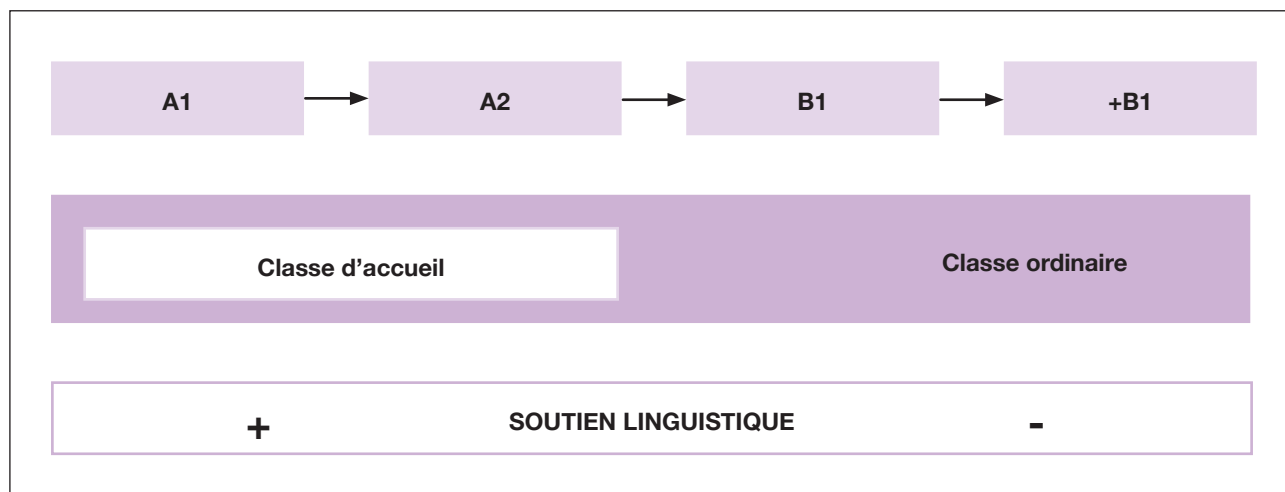 A1 A2 B1 +B1
Classe d’accueil Classe ordinaire
+ SOUTIEN LINGUISTIQUE -